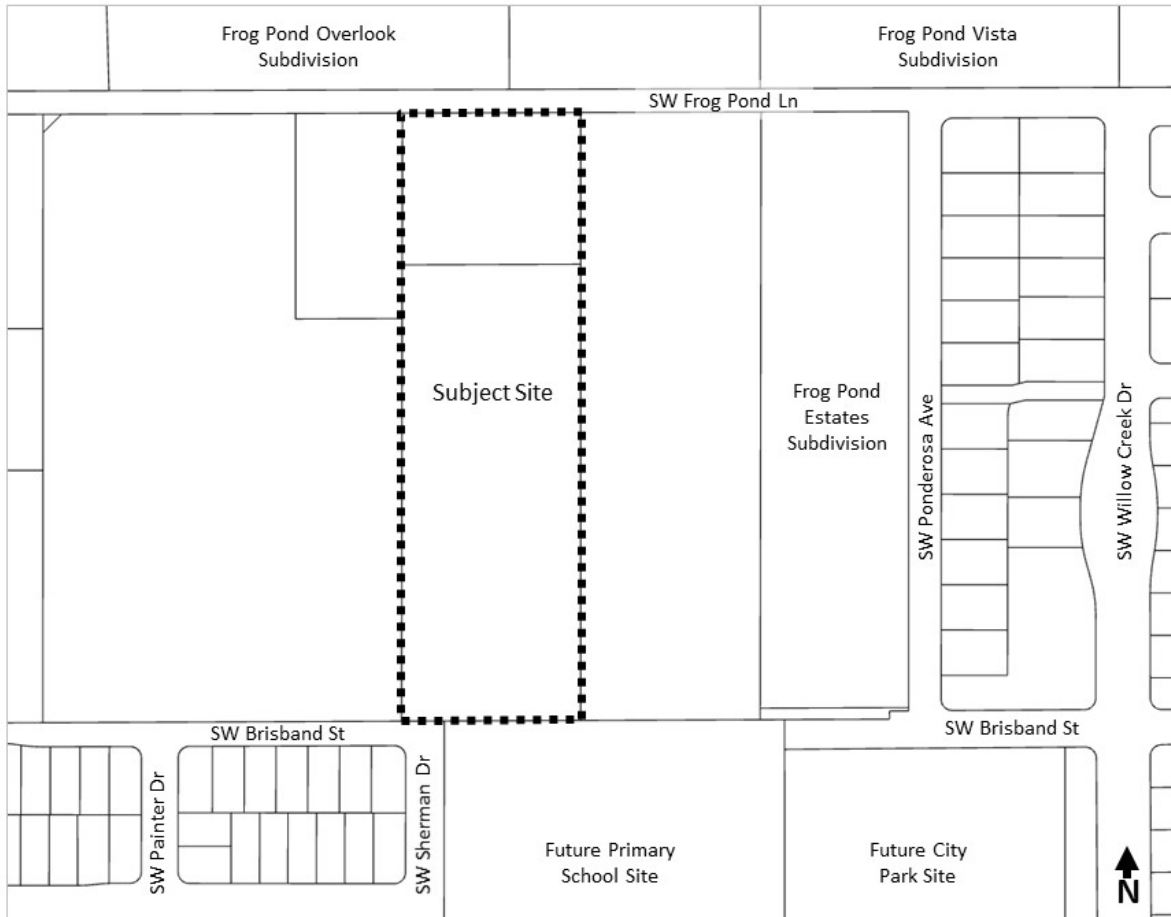 Frog Pond Overlook
Subdivision
Frog Pond Vista
Subdivision
SW Frog Pond Ln
Subject Site
Frog Pond
Estates
Subdivision
SW Ponderosa Ave
SW Willow Creek Dr
SW Brisband St
SW Brisband St
SW Painter Dr
SW Sherman Dr
Future Primary
School Site
Future City
Park Site
N